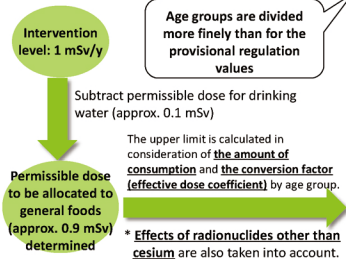 Intervention
level: 1 mSv/y
Age groups are divided
more finely than for the
provisional regulation
values
Subtract permissible dose for drinking
water (approx. 0.1 mSv)
Permissible dose
to be allocated to
general foods
(approx. 0.9 mSv)
determined
The upper limit is calculated in
consideration of the amount of
consumption and the conversion factor
(effective dose coefficient) by age group.
* Effects of radionuclides other than
cesium are also taken into account.